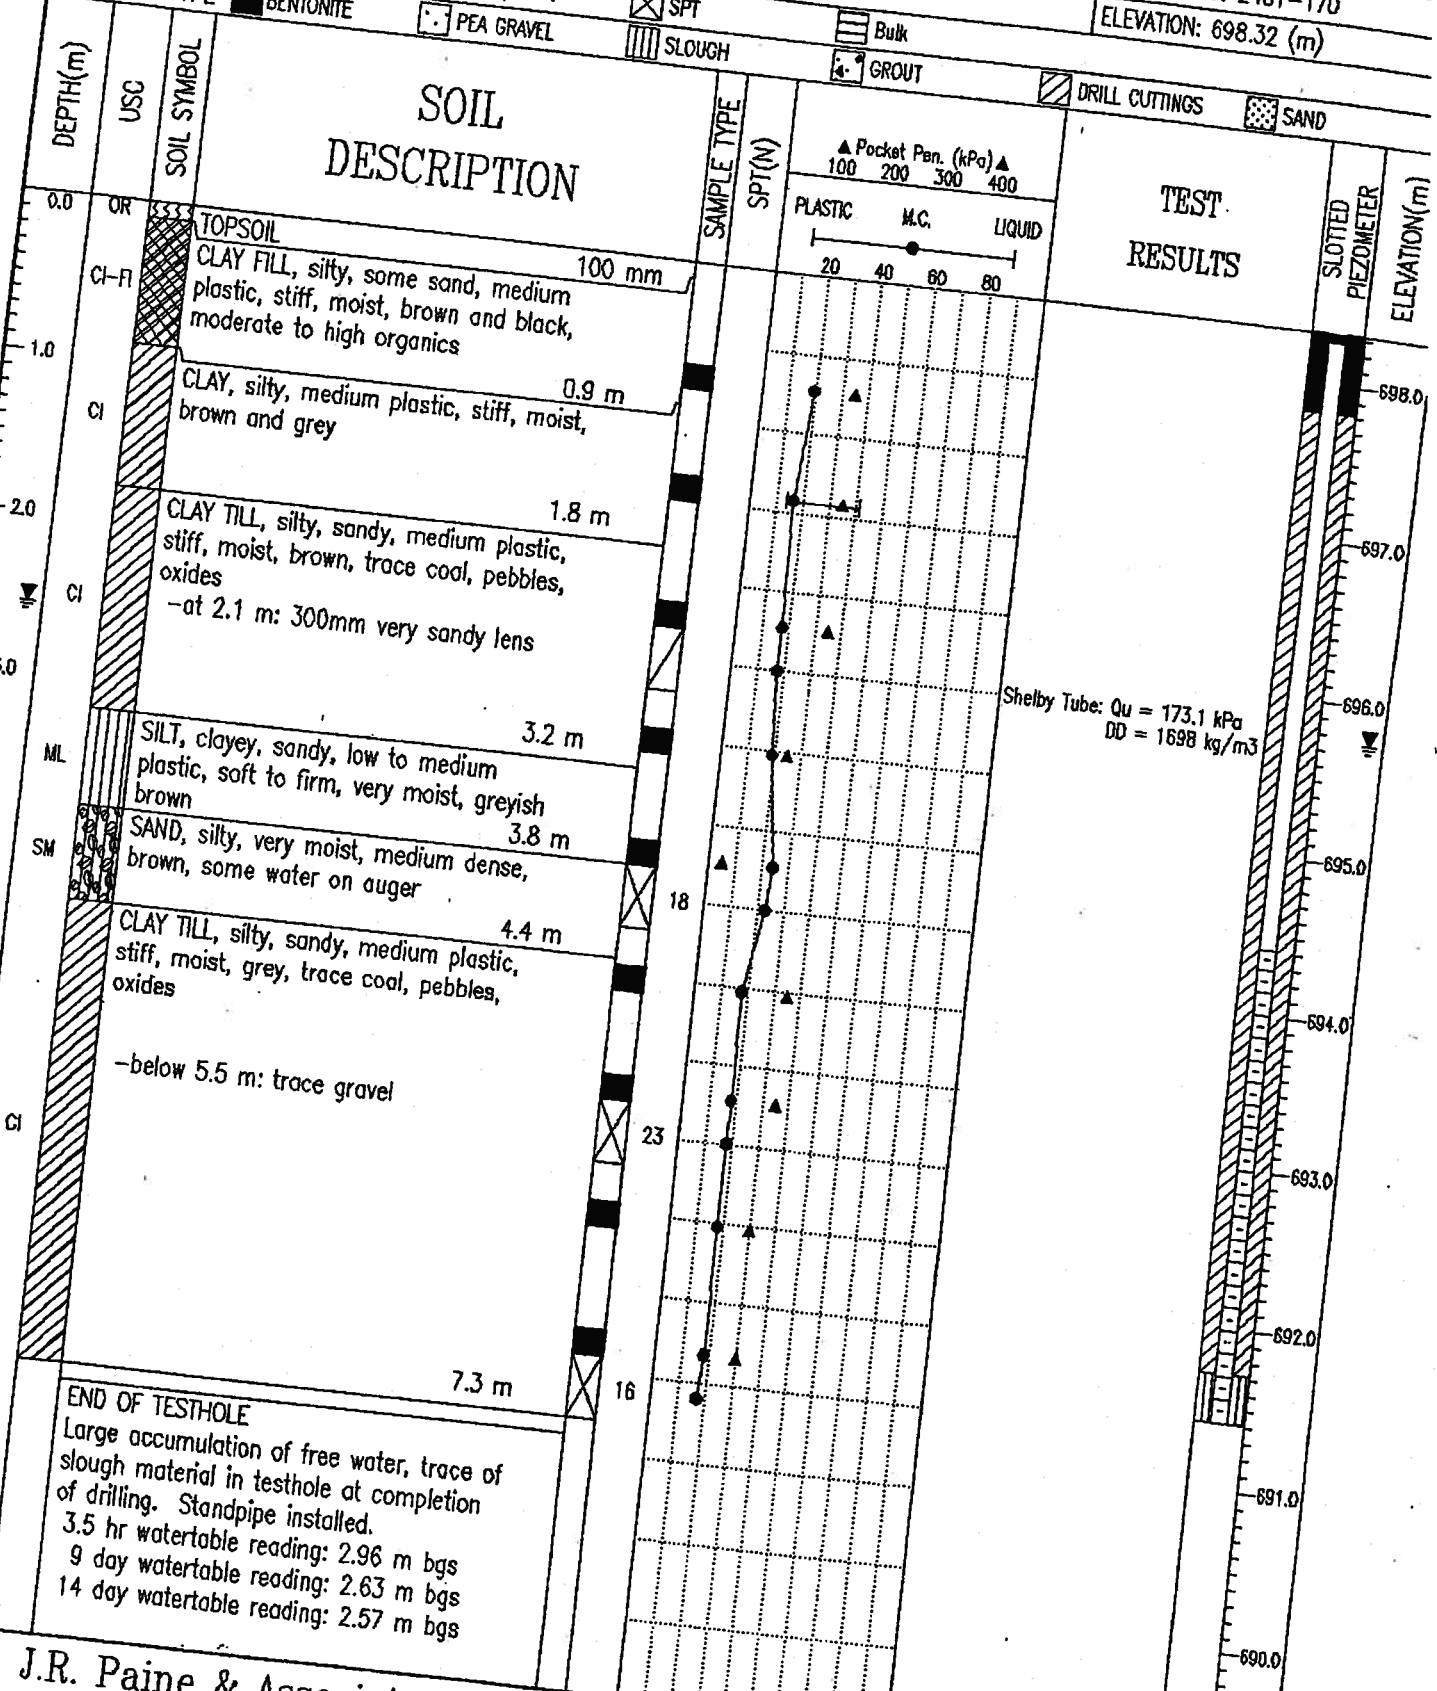 BENTONITE
SPT
ELEVATION: 698.32 (m)
PEA GRAVEL
SLOUGH
Bulk
GROUT
DRILL CUTTINGS
SAND
DEPTH(m)
USC
SOIL SYMBOL
SOIL
DESCRIPTION
SAMPLE TYPE
SPT(N)
▲ Pocket Pen. (kPa) ▲
100 200 300 400
PLASTIC M.C. LIQUID
20 40 60 80
TEST
RESULTS
SLOTTED
PIEZOMETER
ELEVATION(m)
0.0
OR
TOPSOIL
100 mm
CI-FI
CLAY FILL, silty, some sand, medium
plastic, stiff, moist, brown and black,
moderate to high organics
0.9 m
1.0
CI
CLAY, silty, medium plastic, stiff, moist,
brown and grey
1.8 m
2.0
CI
CLAY TILL, silty, sandy, medium plastic,
stiff, moist, brown, trace coal, pebbles,
oxides
-at 2.1 m: 300mm very sandy lens
3.2 m
ML
SILT, clayey, sandy, low to medium
plastic, soft to firm, very moist, greyish
brown
3.8 m
SM
SAND, silty, very moist, medium dense,
brown, some water on auger
4.4 m
CI
CLAY TILL, silty, sandy, medium plastic,
stiff, moist, grey, trace coal, pebbles,
oxides
-below 5.5 m: trace gravel
7.3 m
END OF TESTHOLE
Large accumulation of free water, trace of
slough material in testhole at completion
of drilling. Standpipe installed.
3.5 hr watertable reading: 2.96 m bgs
9 day watertable reading: 2.63 m bgs
14 day watertable reading: 2.57 m bgs
18
23
16
Shelby Tube: Qu = 173.1 kPa
DD = 1698 kg/m3
698.0
697.0
696.0
695.0
694.0
693.0
692.0
691.0
690.0
J.R. Paine &